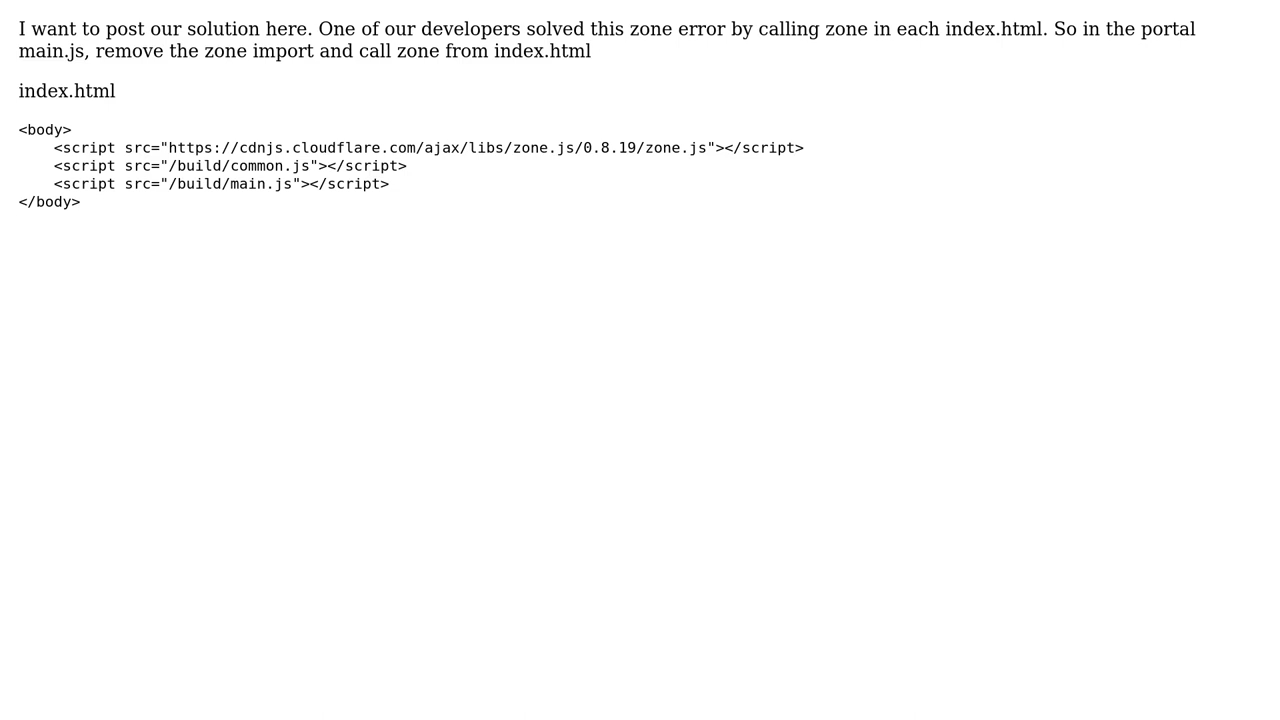 I want to post our solution here. One of our developers solved this zone error by calling zone in each index.html. So in the portal
main.js, remove the zone import and call zone from index.html
index.html
<body>
    <script src="https://cdnjs.cloudflare.com/ajax/libs/zone.js/0.8.19/zone.js"></script>
    <script src="/build/common.js"></script>
    <script src="/build/main.js"></script>
</body>